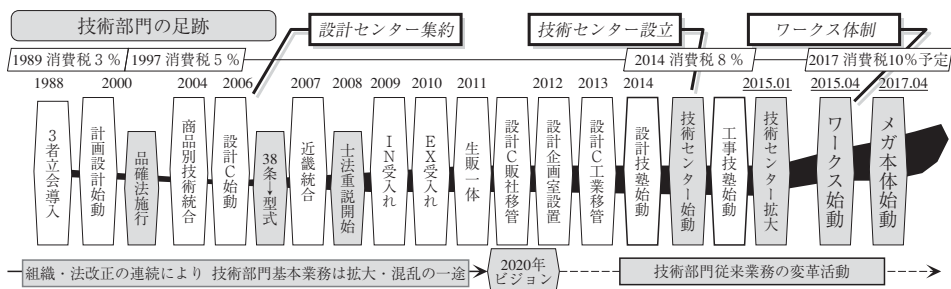 技術部門の足跡
設計センター集約
技術センター設立
ワークス体制
1989 消費税 3 %
1997 消費税 5 %
2014 消費税 8 %
2017 消費税10%予定
1988
2000
2004
2006
2007
2008
2009
2010
2011
2012
2013
2014
2015.01
2015.04
2017.04
3者立会導入
計画設計始動
品確法施行
商品別技術統合
設計C始動
38条→型式
近畿統合
士法重説開始
IN受入れ
EX受入れ
生販一体
設計C販社移管
設計企画室設置
設計C工業移管
設計技塾始動
技術センター始動
工事技塾始動
技術センター拡大
ワークス始動
メガ本体始動
組織・法改正の連続により 技術部門基本業務は拡大・混乱の一途
2020年
ビジョン
技術部門従来業務の変革活動